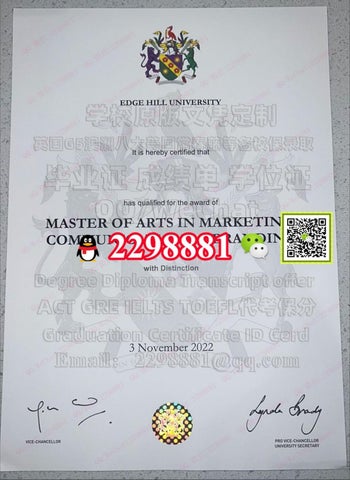 EDGE HILL UNIVERSITY
学校原版文凭定制
It is hereby certified that
毕业证 成绩单 学位证
has qualified for the award of
MASTER OF ARTS IN MARKETING
2298881
with Distinction
Degree Diploma Transcript offer
ACT GRE IELTS TOEFL代考保分
Graduation Certificate ID Card
Email: 2298881@qq.com
3 November 2022
VICE-CHANCELLOR
PRO VICE-CHANCELLOR
UNIVERSITY SECRETARY